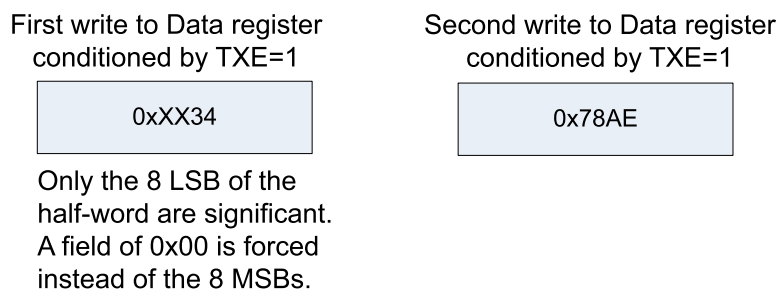 First write to Data register
conditioned by TXE=1
0xXX34
Only the 8 LSB of the
half-word are significant.
A field of 0x00 is forced
instead of the 8 MSBs.
Second write to Data register
conditioned by TXE=1
0x78AE